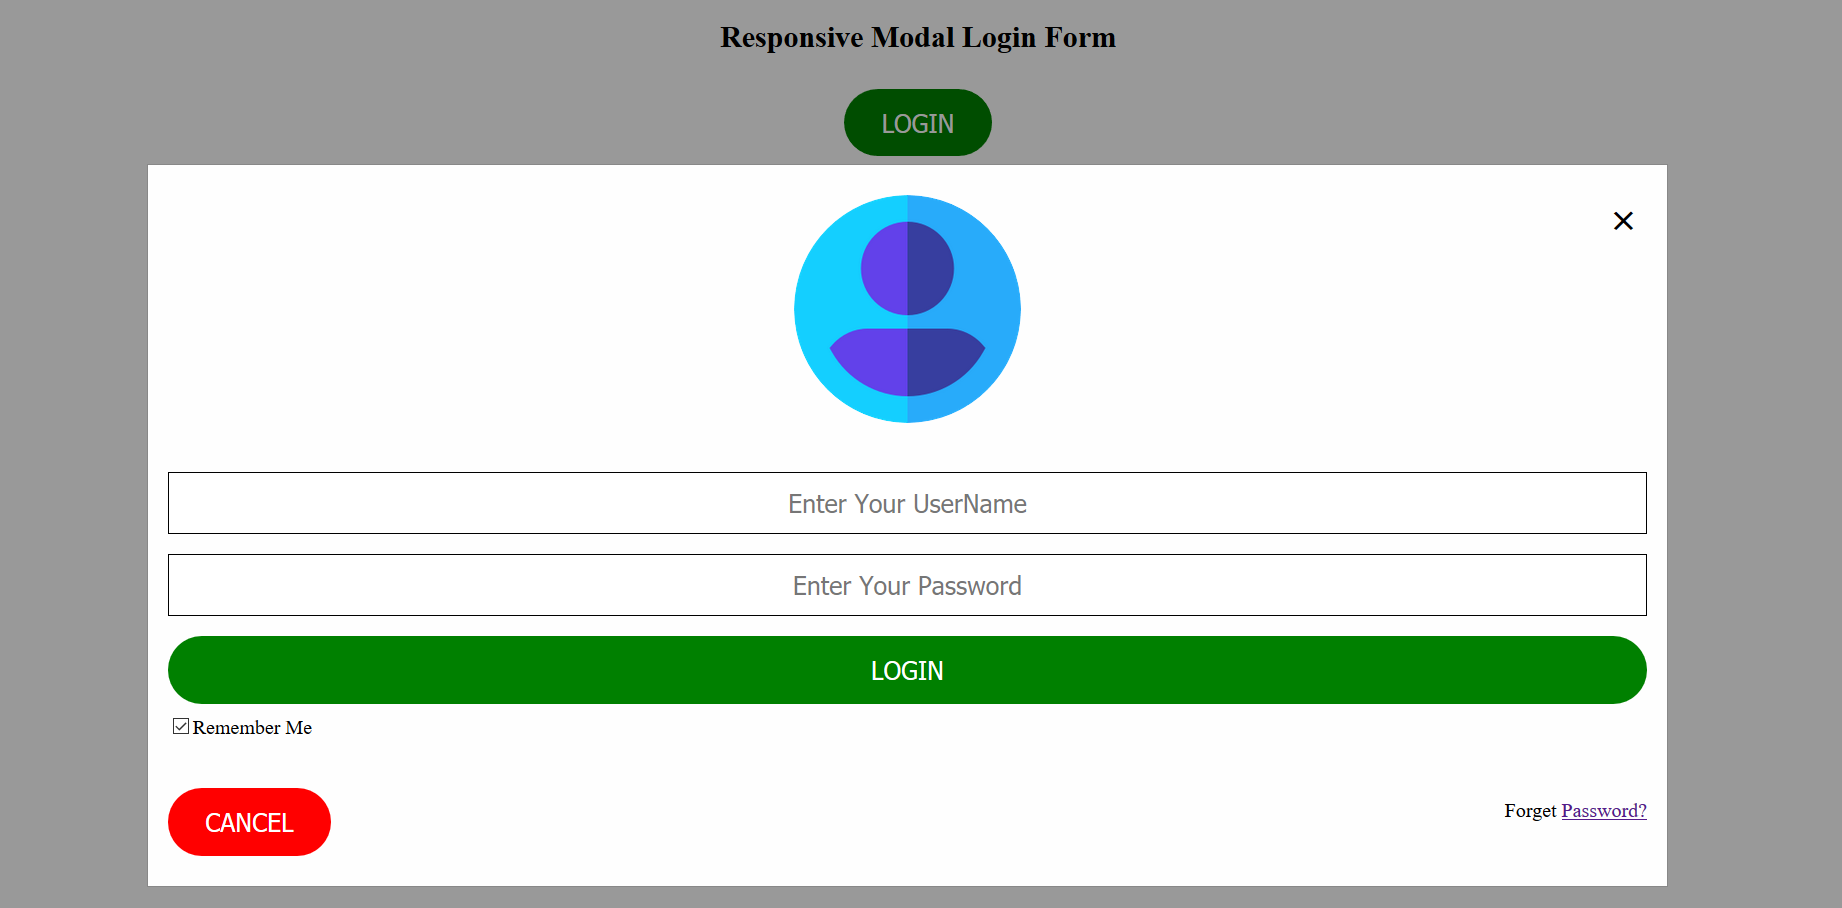 Responsive Modal Login Form
LOGIN
×
Enter Your UserName
Enter Your Password
LOGIN
Remember Me
CANCEL
Forget Password?